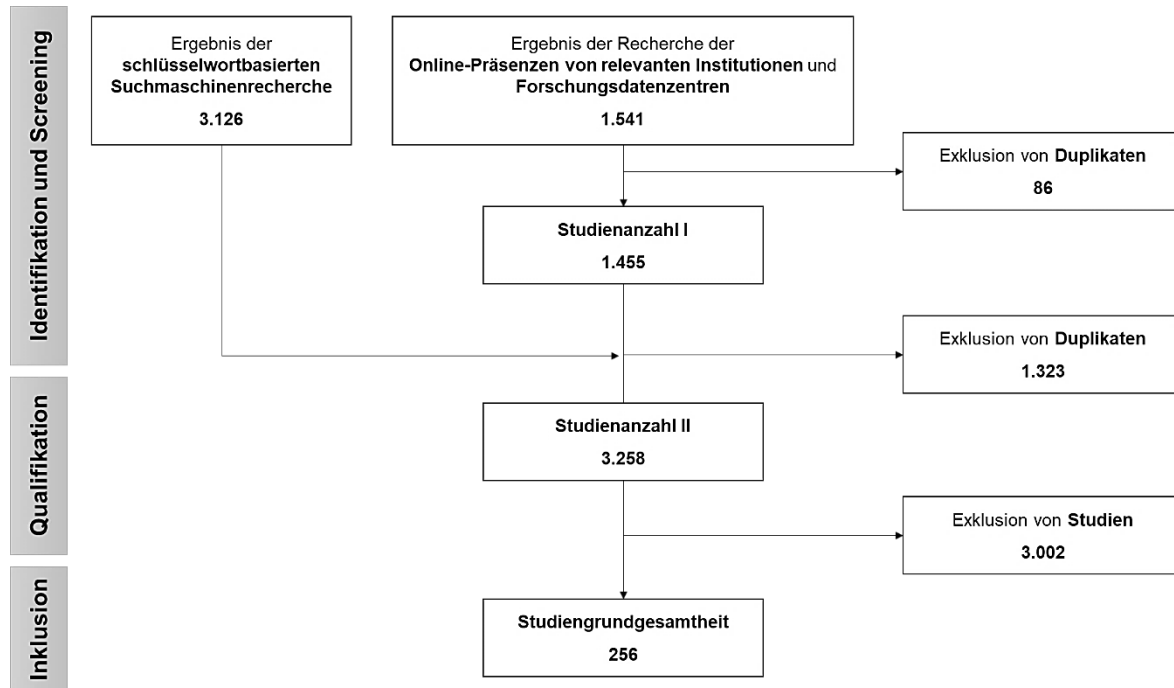 Identifikation und Screening
Ergebnis der
schlüsselwortbasierten
Suchmaschinenrecherche
3.126
Ergebnis der Recherche der
Online-Präsenzen von relevanten Institutionen und
Forschungsdatenzentren
1.541
Exklusion von Duplikaten
86
Studienanzahl I
1.455
Exklusion von Duplikaten
1.323
Qualifikation
Studienanzahl II
3.258
Exklusion von Studien
3.002
Inklusion
Studiengrundgesamtheit
256